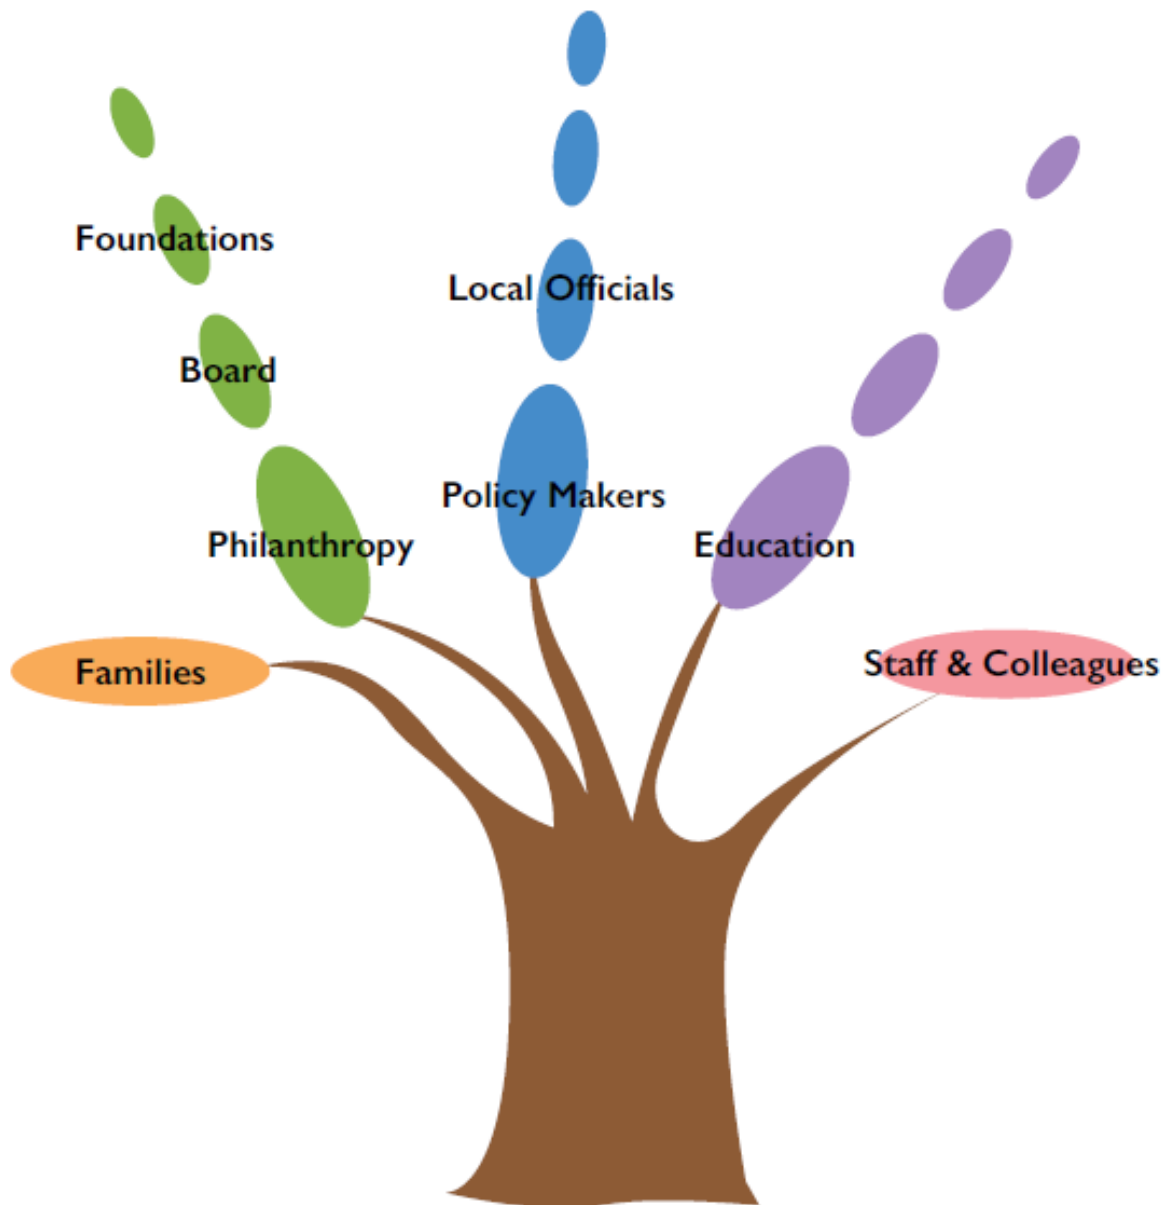 Foundations
Local Officials
Board
Policy Makers
Philanthropy
Education
Families
Staff & Colleagues